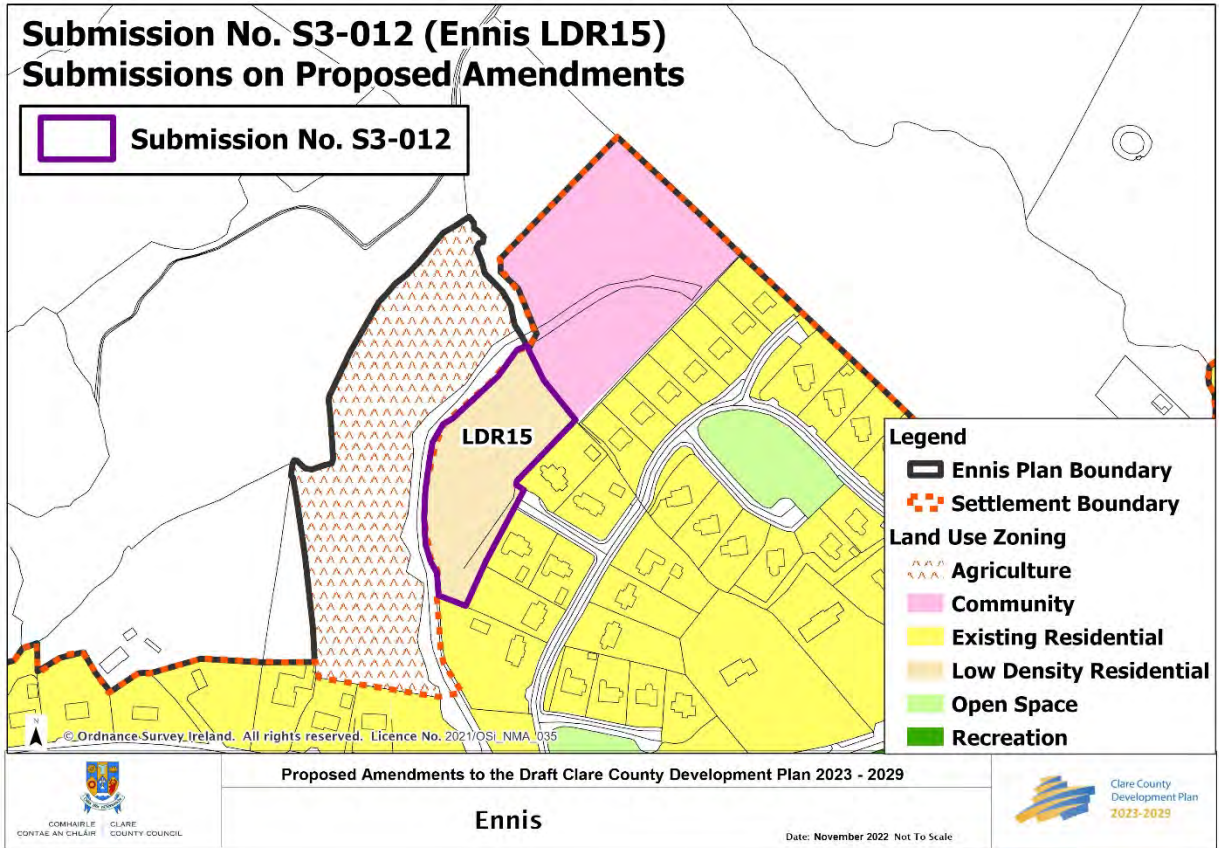 Submission No. S3-012 (Ennis LDR15)
Submissions on Proposed Amendments
Submission No. S3-012
LDR15
Legend
Ennis Plan Boundary
Settlement Boundary
Land Use Zoning
Agriculture
Community
Existing Residential
Low Density Residential
Open Space
Recreation
N
© Ordnance Survey Ireland. All rights reserved. Licence No. 2021/OSi_NMA_035
COMHAIRLE CONTAE AN CHLÁIR
CLARE COUNTY COUNCIL
Proposed Amendments to the Draft Clare County Development Plan 2023 - 2029
Ennis
Date: November 2022 Not To Scale
Clare County
Development Plan
2023-2029